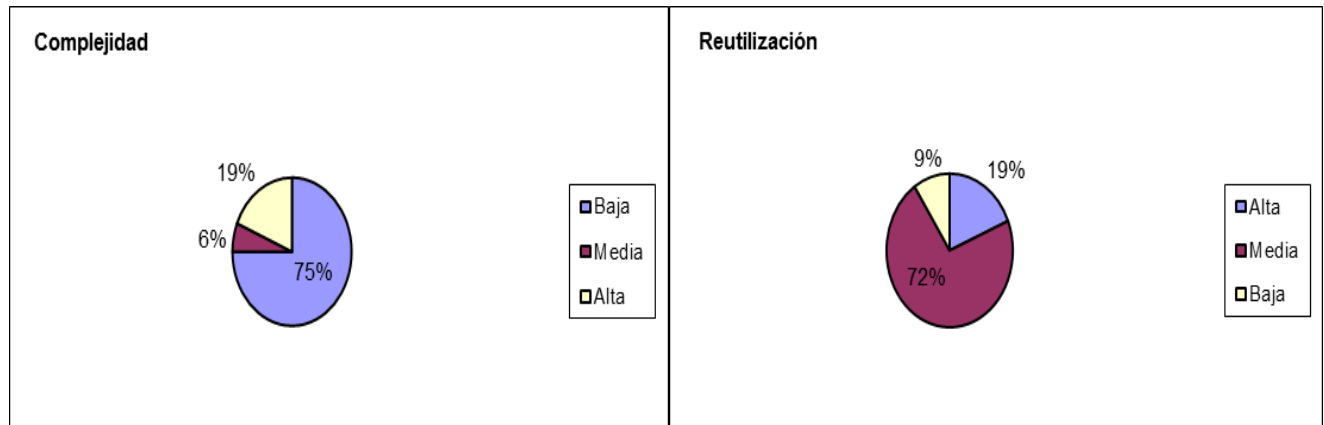 Complejidad
19%
6%
75%
Baja
Media
Alta
Reutilización
9%
19%
72%
Alta
Media
Baja